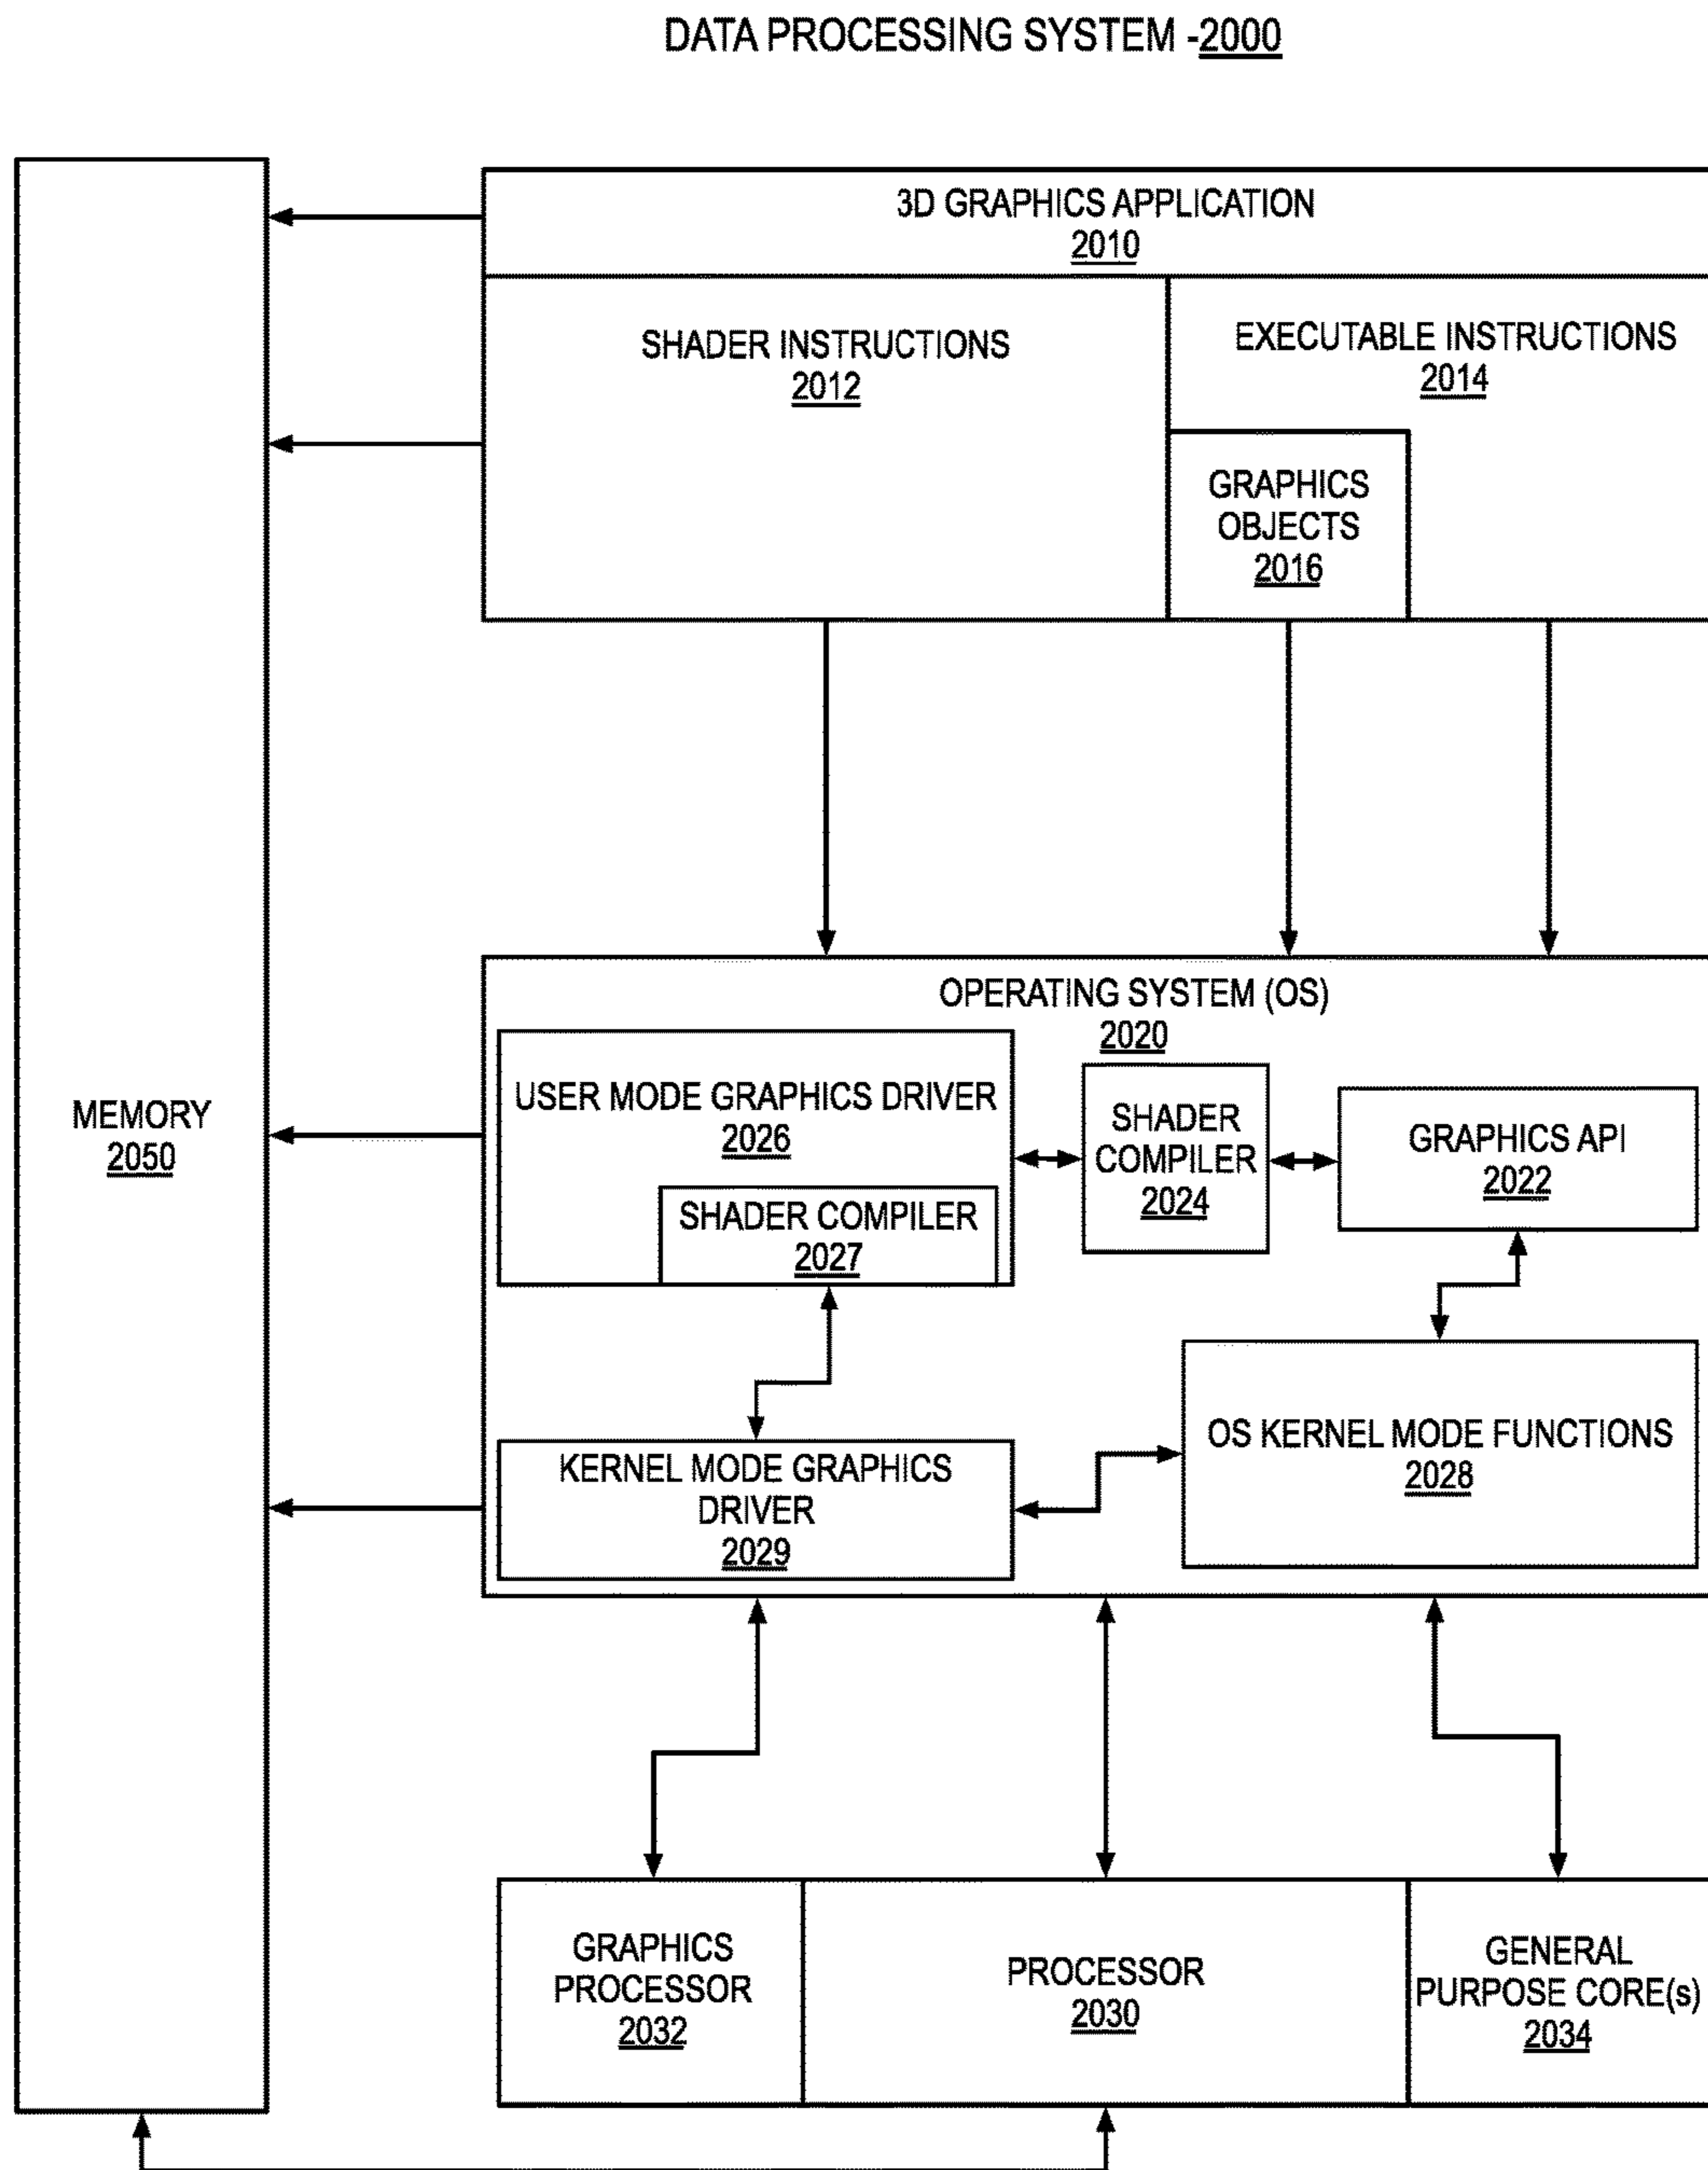 DATA PROCESSING SYSTEM -2000
3D GRAPHICS APPLICATION
2010
SHADER INSTRUCTIONS
2012
EXECUTABLE INSTRUCTIONS
2014
GRAPHICS
OBJECTS
2016
MEMORY
2050
OPERATING SYSTEM (OS)
2020
USER MODE GRAPHICS DRIVER
2026
SHADER COMPILER
2027
SHADER
COMPILER
2024
GRAPHICS API
2022
KERNEL MODE GRAPHICS
DRIVER
2029
OS KERNEL MODE FUNCTIONS
2028
GRAPHICS
PROCESSOR
2032
PROCESSOR
2030
GENERAL
PURPOSE CORE(s)
2034